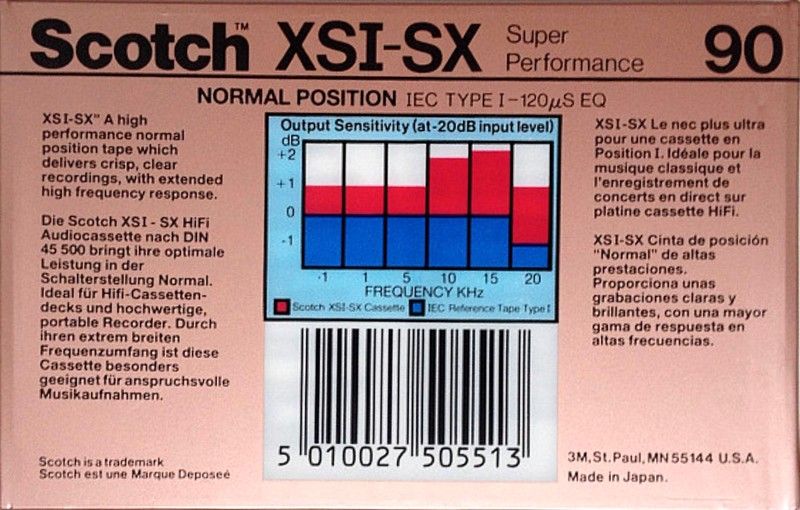 Scotch™ XSI-SX Super Performance 90
NORMAL POSITION IEC TYPE I-120µS EQ
XSI-SX" A high
performance normal
position tape which
delivers crisp, clear
recordings, with extended
high frequency response.
Die Scotch XSI - SX HiFi
Audiocassette nach DIN
45 500 bringt ihre optimale
Leistung in der
Schalterstellung Normal.
Ideal für Hifi-Cassetten-
decks und hochwertige,
portable Recorder. Durch
ihren extrem breiten
Frequenzumfang ist diese
Cassette besonders
geeignet für anspruchsvolle
Musikaufnahmen.
Scotch is a trademark
Scotch est une Marque Deposeé
Output Sensitivity (at-20dB input level)
dB
+2
+1
0
-1
·1 1 5 10 15 20
FREQUENCY KHz
Scotch XSI-SX Cassette IEC Reference Tape Type I
5 010027 505513
XSI-SX Le nec plus ultra
pour une cassette en
Position I. Idéale pour la
musique classique et
l'enregistrement de
concerts en direct sur
platine cassette HiFi.
XSI-SX Cinta de posición
"Normal" de altas
prestaciones.
Proporciona unas
grabaciones claras y
brillantes, con una mayor
gama de respuesta en
altas frecuencias.
3M, St. Paul, MN 55144 U.S.A.
Made in Japan.